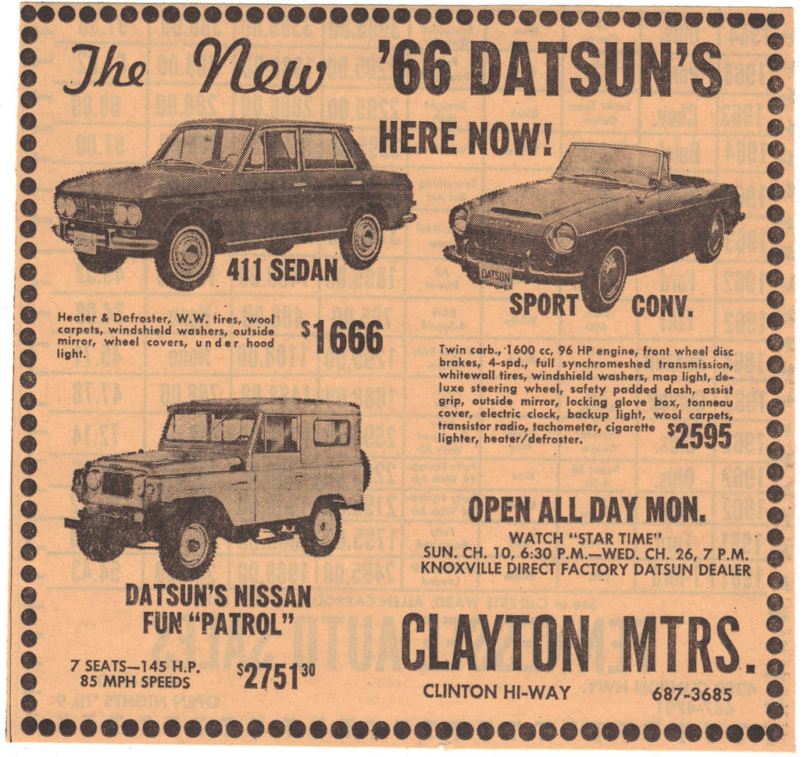 The New '66 DATSUN'S
HERE NOW!
DATSUN
411 SEDAN
Heater & Defroster, W.W. tires, wool
carpets, windshield washers, outside
mirror, wheel covers, under hood
light.
$1666
DATSUN
SPORT CONV.
Twin carb., 1600 cc, 96 HP engine, front wheel disc
brakes, 4-spd., full synchromeshed transmission,
whitewall tires, windshield washers, map light, de-
luxe steering wheel, safety padded dash, assist
grip, outside mirror, locking glove box, tonneau
cover, electric clock, backup light, wool carpets,
transistor radio, tachometer, cigarette
lighter, heater/defroster.
$2595
DATSUN'S NISSAN
FUN "PATROL"
7 SEATS—145 H.P.
85 MPH SPEEDS
$2751 30
OPEN ALL DAY MON.
WATCH "STAR TIME"
SUN. CH. 10, 6:30 P.M.—WED. CH. 26, 7 P.M.
KNOXVILLE DIRECT FACTORY DATSUN DEALER
CLAYTON MTRS.
CLINTON HI-WAY 687-3685